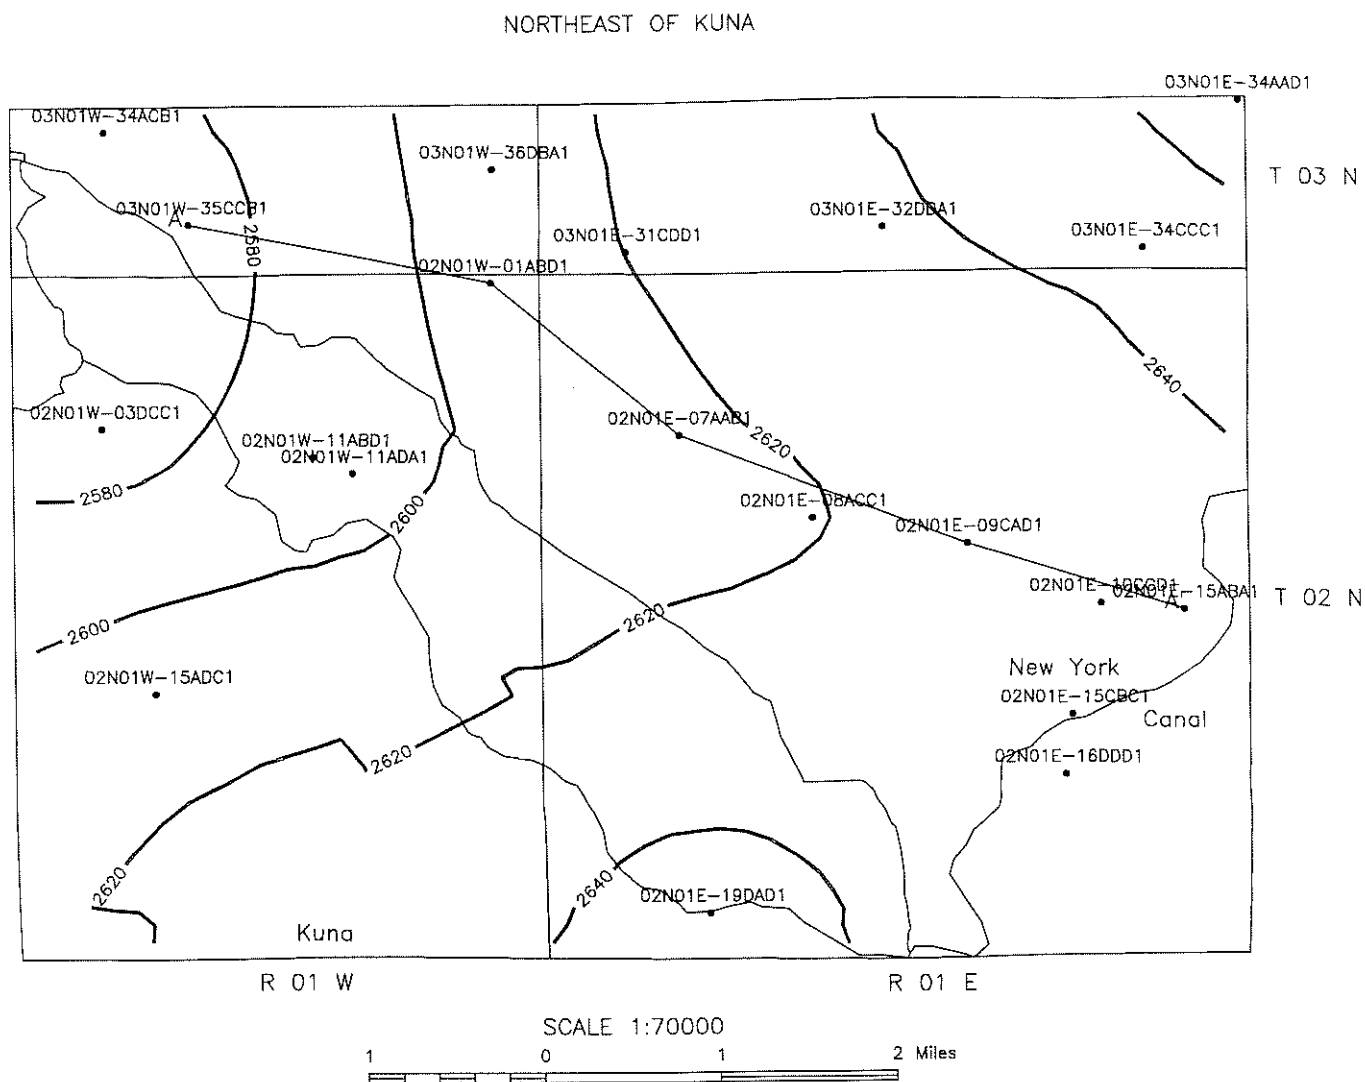 NORTHEAST OF KUNA
03N01E-34AAD1
03N01W-34ACB1
03N01W-36DBA1
T 03 N
03N01W-35CCB1
A
03N01E-32DDA1
03N01E-31CDD1
03N01E-34CCC1
2580
02N01W-01ABD1
2640
02N01W-03DCC1
02N01E-07AAB1
02N01W-11ABD1
2620
02N01W-11ADA1
2580
2600
02N01E-08ACC1
02N01E-09CAD1
02N01E-10CCD1
02N01E-15ABA1
A
T 02 N
2620
2600
New York
02N01W-15ADC1
02N01E-15CBC1
Canal
2620
02N01E-16DDD1
2620
2640
02N01E-19DAD1
Kuna
R 01 W
R 01 E
SCALE 1:70000
1 0 1 2 Miles